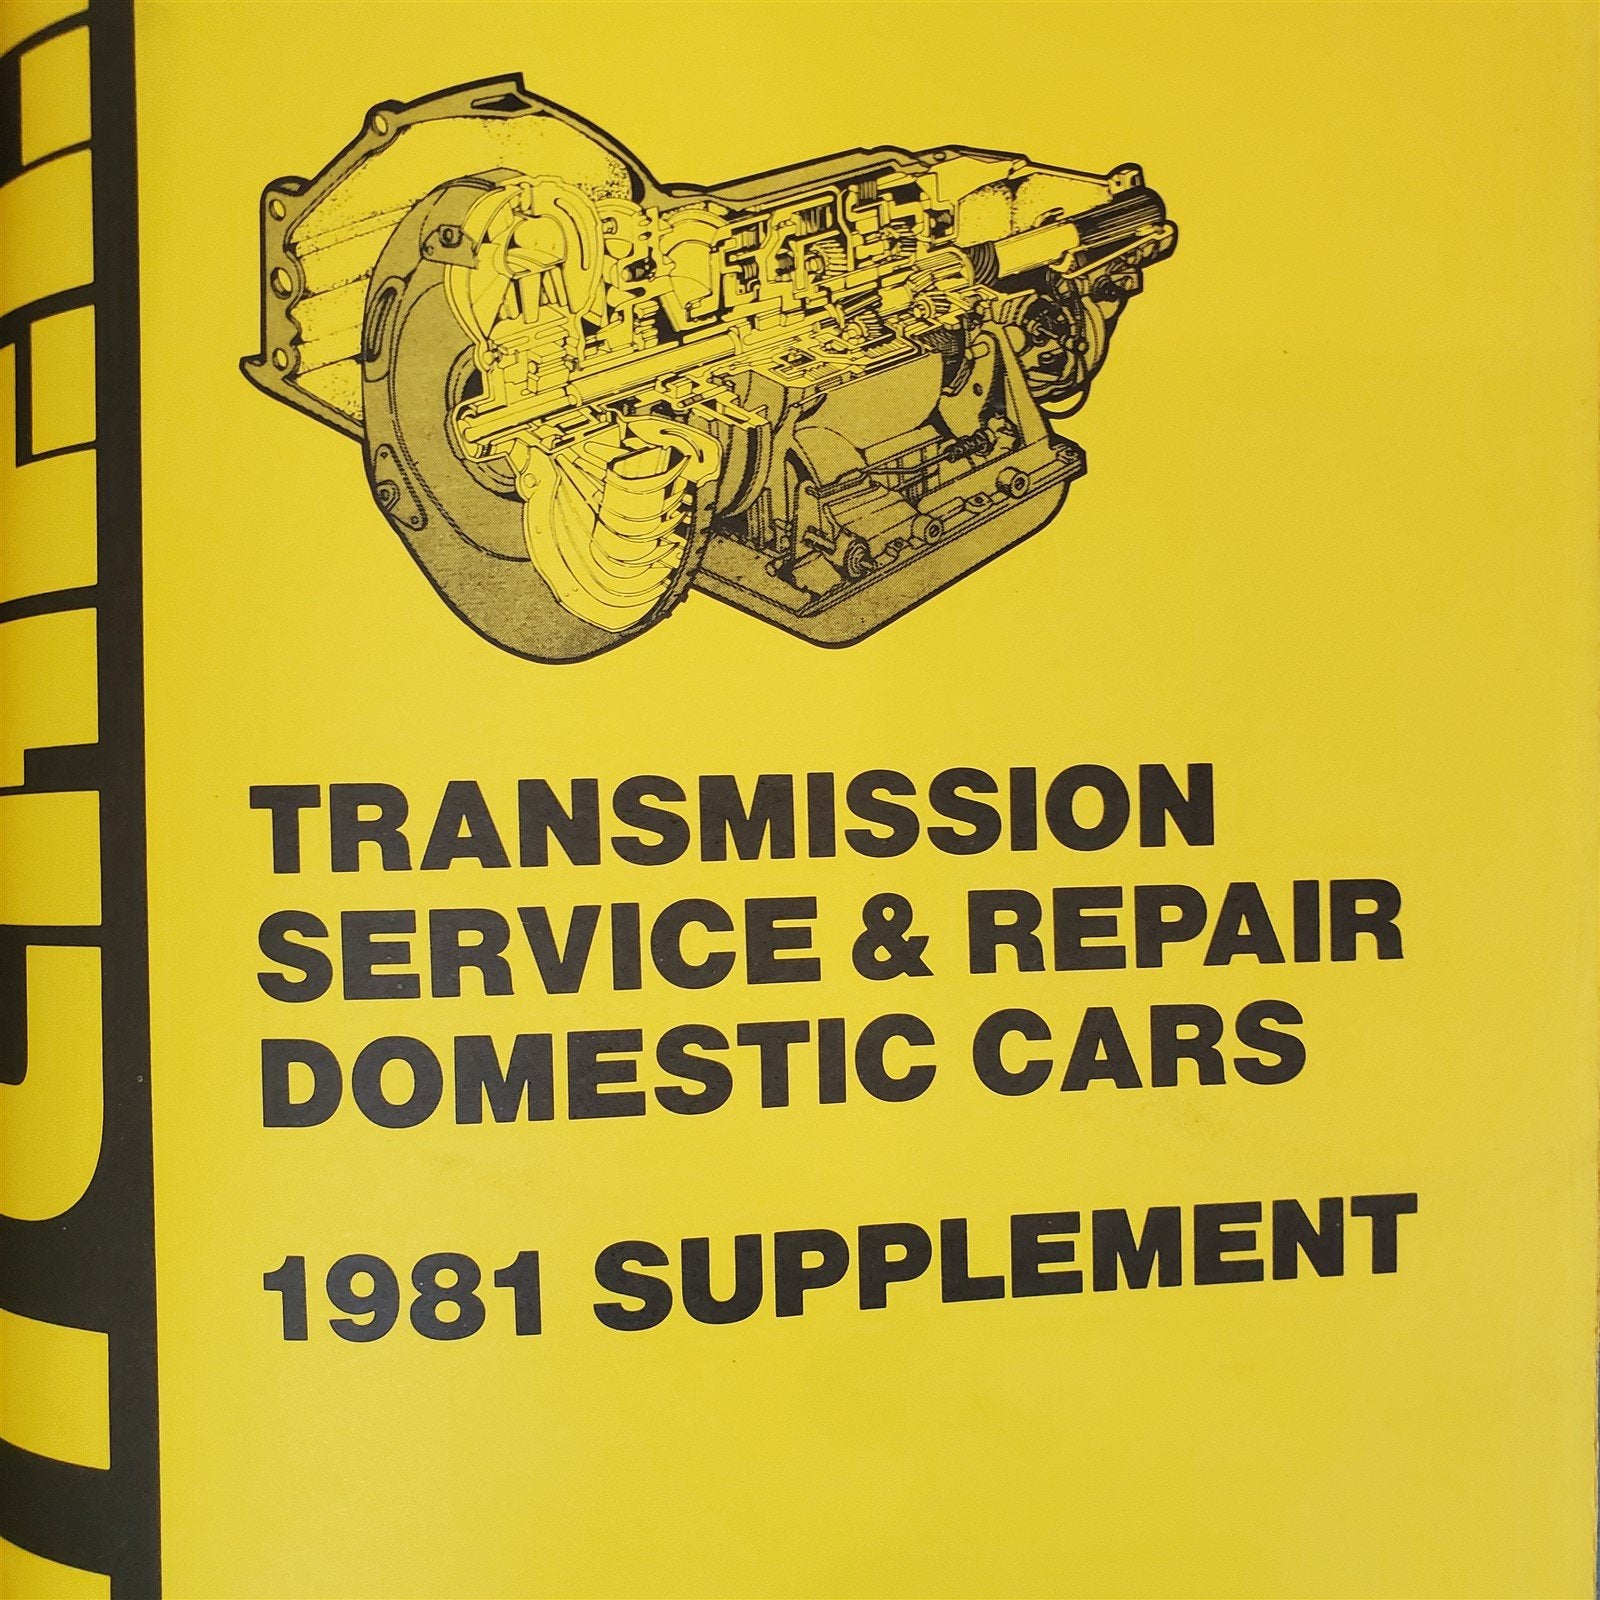 TRANSMISSION
SERVICE & REPAIR
DOMESTIC CARS
1981 SUPPLEMENT